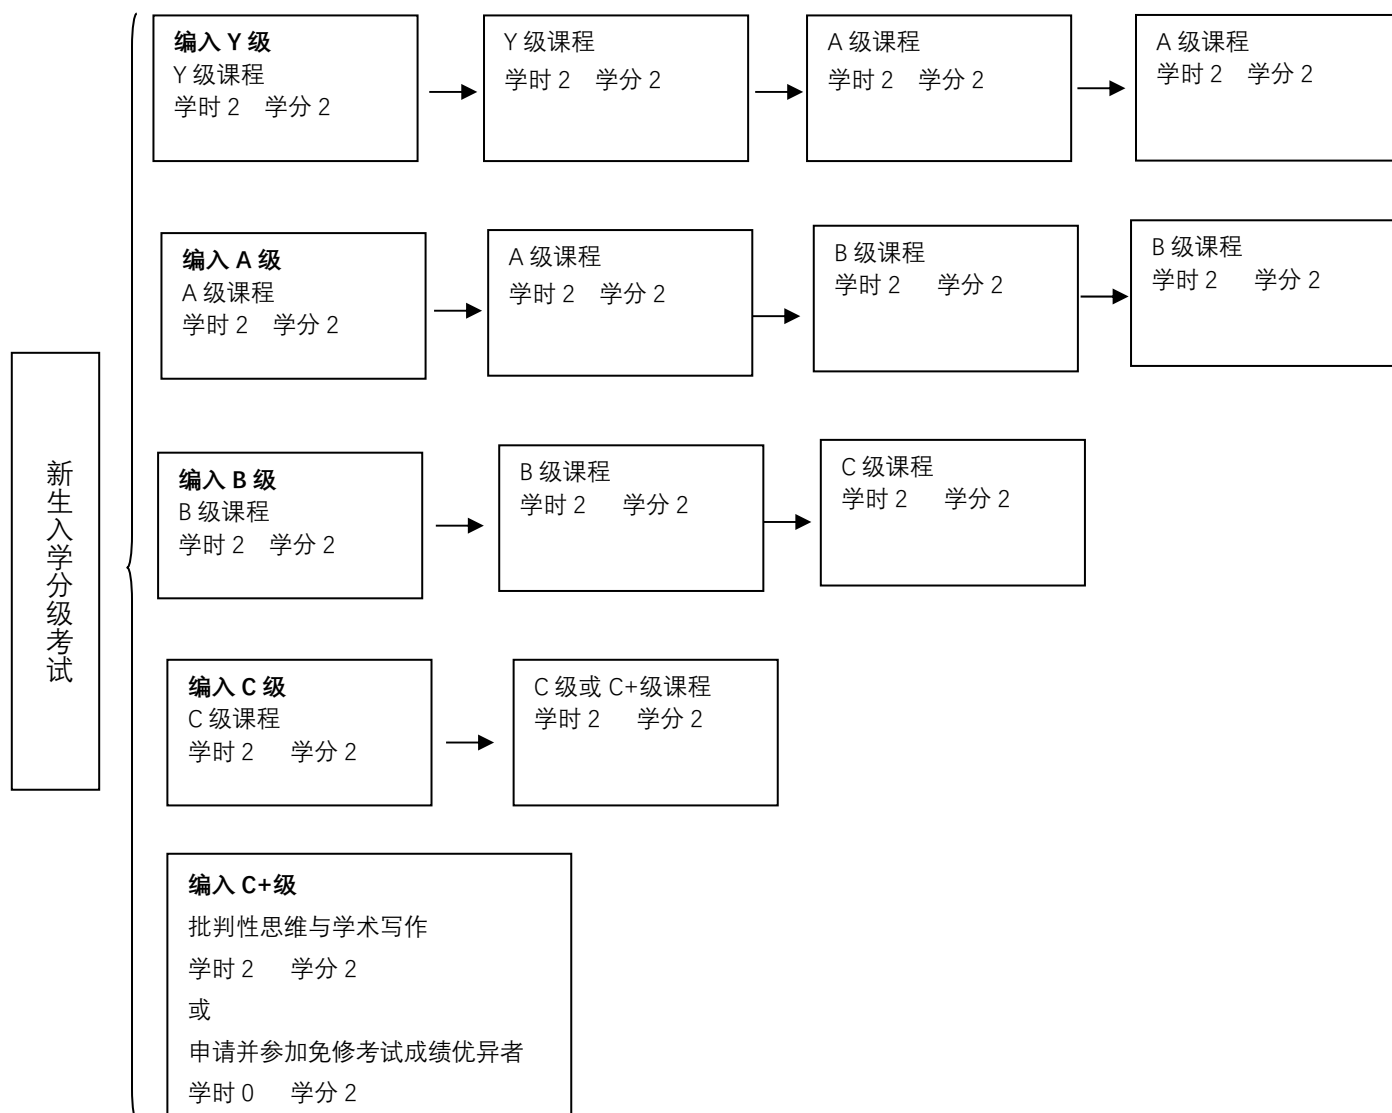 新生入学分级考试
编入 Y 级
Y 级课程
学时 2 学分 2
Y 级课程
学时 2 学分 2
A 级课程
学时 2 学分 2
A 级课程
学时 2 学分 2
编入 A 级
A 级课程
学时 2 学分 2
A 级课程
学时 2 学分 2
B 级课程
学时 2 学分 2
B 级课程
学时 2 学分 2
编入 B 级
B 级课程
学时 2 学分 2
B 级课程
学时 2 学分 2
C 级课程
学时 2 学分 2
编入 C 级
C 级课程
学时 2 学分 2
C 级或 C+级课程
学时 2 学分 2
编入 C+级
批判性思维与学术写作
学时 2 学分 2
或
申请并参加免修考试成绩优异者
学时 0 学分 2